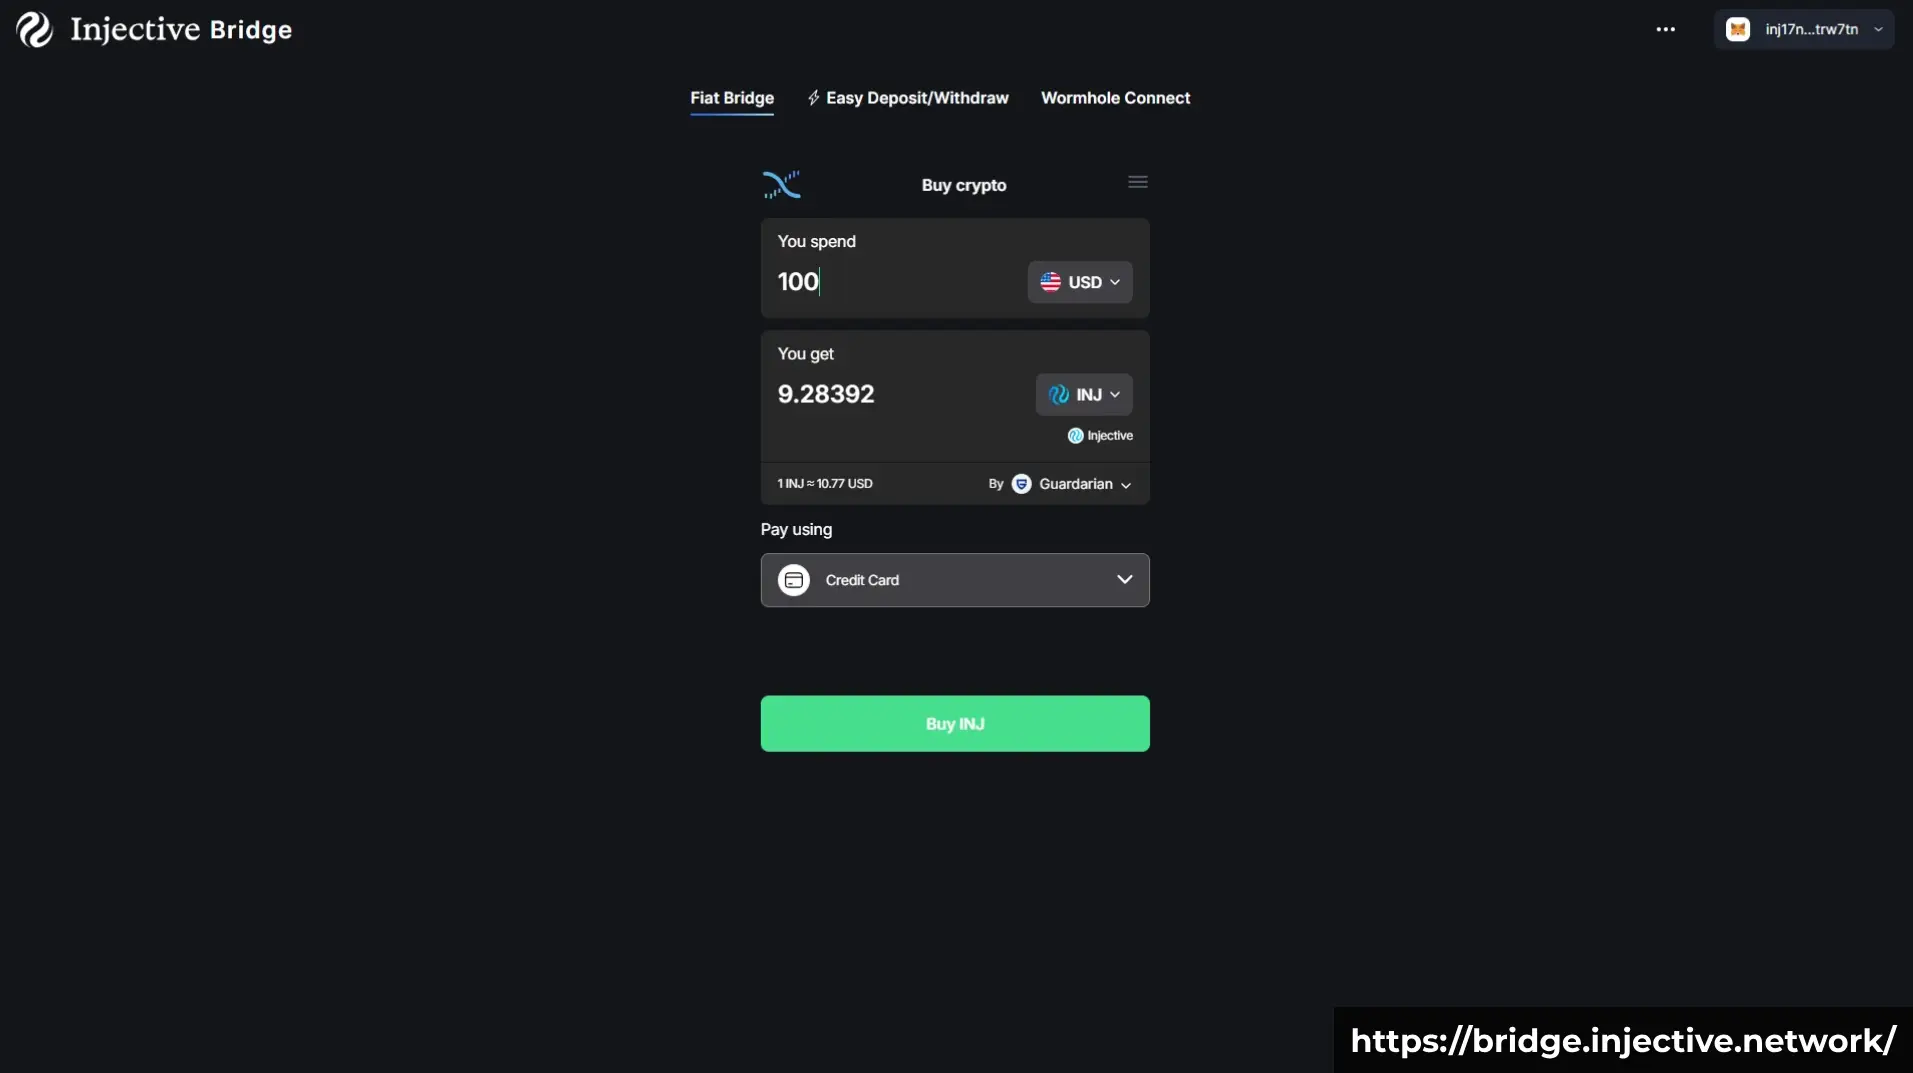 Injective Bridge
inj17n...trw7tn
Fiat Bridge Easy Deposit/Withdraw Wormhole Connect
Buy crypto
You spend
100 USD
You get
9.28392 INJ
Injective
1 INJ ≈ 10.77 USD By Guardarian
Pay using
Credit Card
Buy INJ
https://bridge.injective.network/